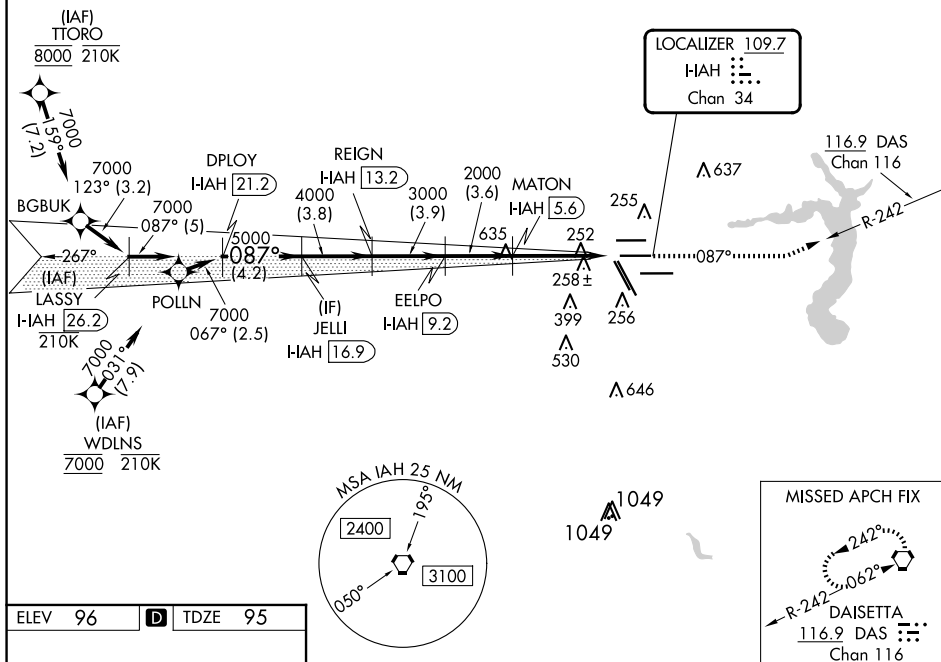 (IAF)
TTORO
8000 210K
7000
159°
(7.2)
7000
123° (3.2)
BGBUK
7000
087° (5)
DPLOY
I-IAH 21.2
REIGN
I-IAH 13.2
4000
(3.8)
3000
(3.9)
2000
(3.6)
MATON
I-IAH 5.6
LOCALIZER 109.7
I-IAH
Chan 34
637
116.9 DAS
Chan 116
R-242
255
635
252
267°
5000
087°
(4.2)
087°
258 ±
(IAF)
LASSY
I-IAH 26.2
210K
POLLN
7000
067° (2.5)
(IF)
JELLI
I-IAH 16.9
EELPO
I-IAH 9.2
399
256
530
7000
031°
(7.9)
646
(IAF)
WDLNS
7000 210K
MSA IAH 25 NM
195°
2400
3100
050°
1049
1049
MISSED APCH FIX
242°
062°
R-242
DAISETTA
116.9 DAS
Chan 116
ELEV 96 D TDZE 95